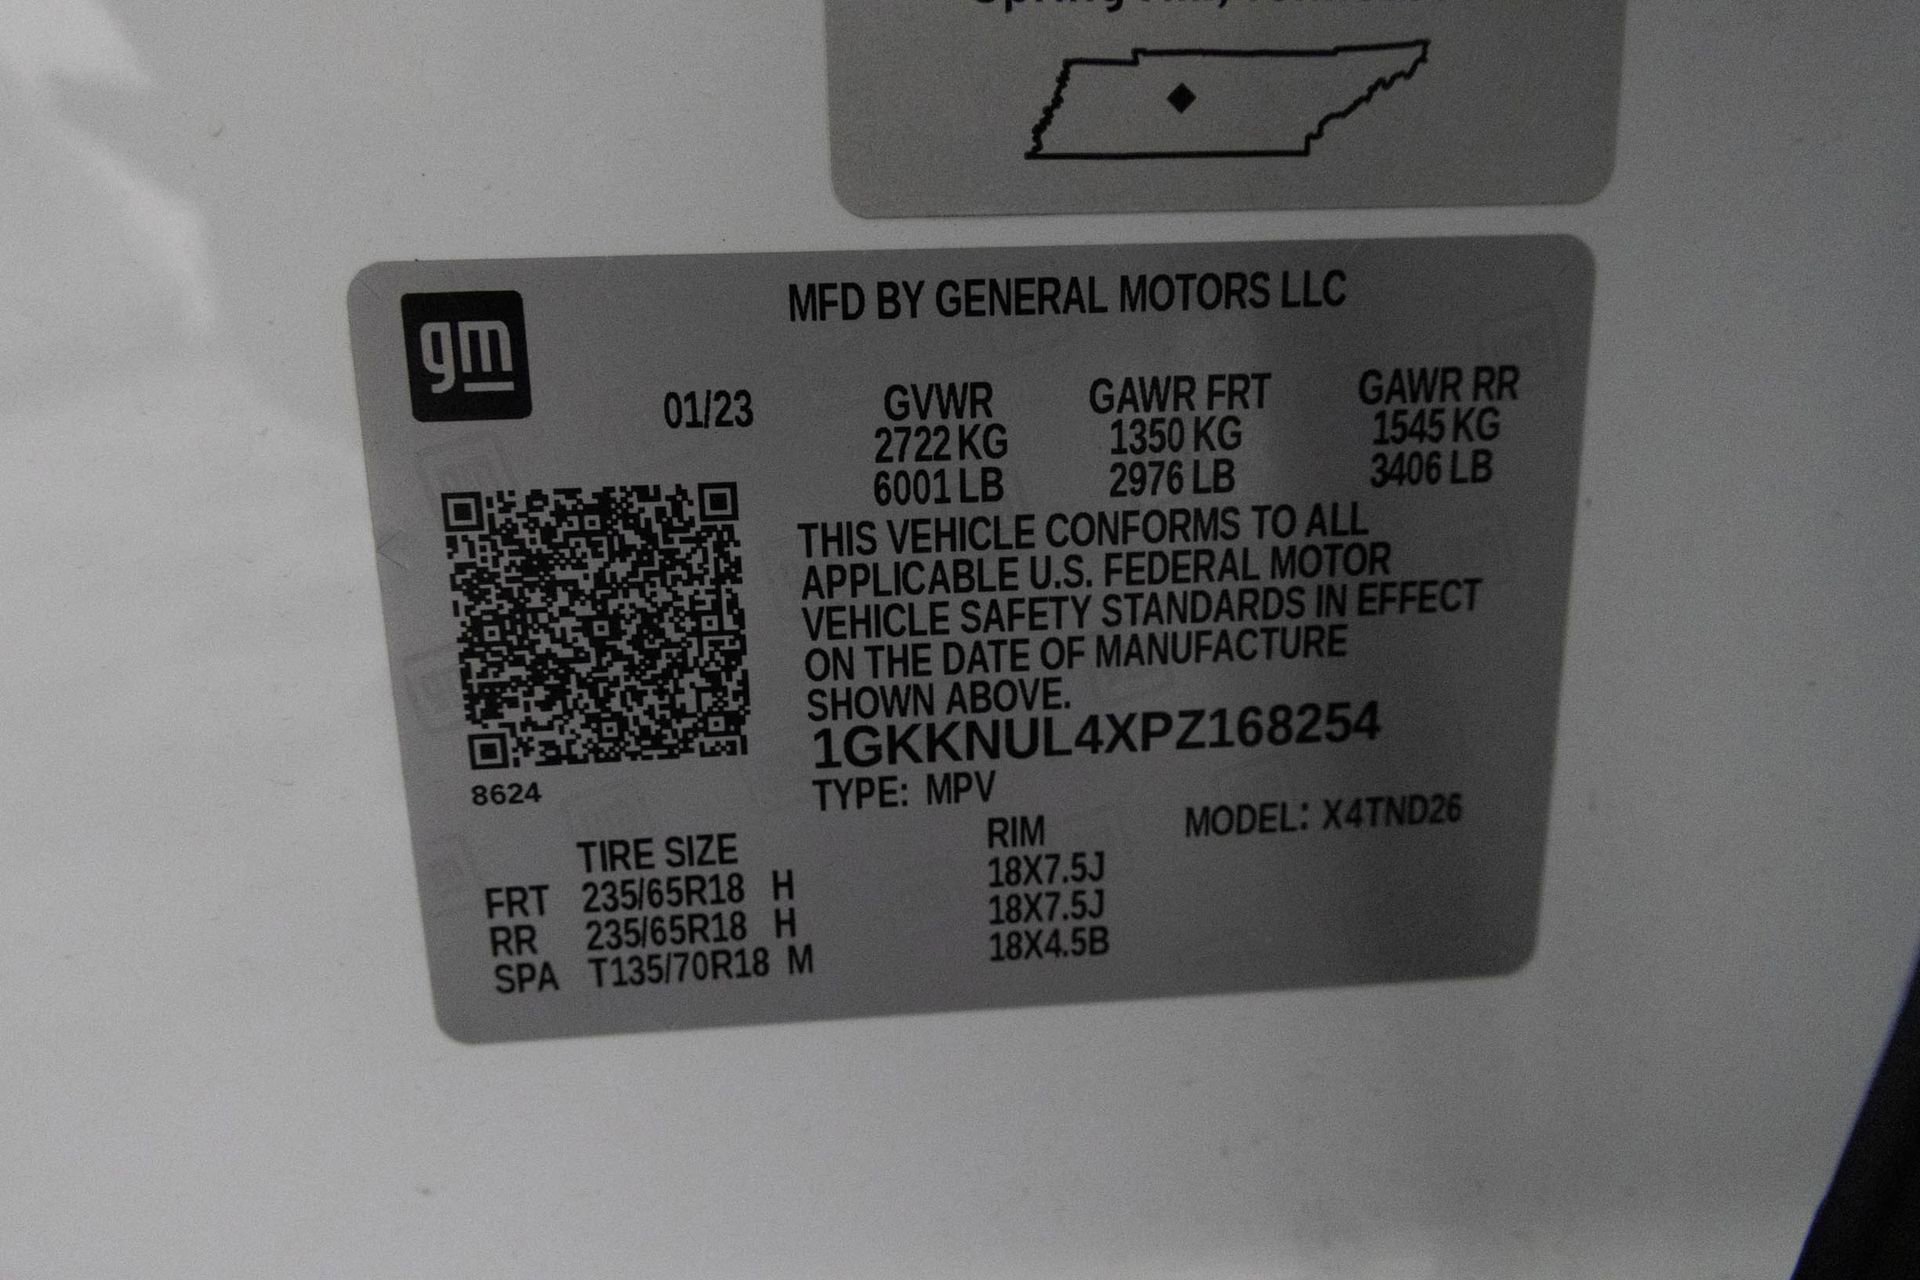 gm
MFD BY GENERAL MOTORS LLC
01/23
GVWR GAWR FRT GAWR RR
2722 KG 1350 KG 1545 KG
6001 LB 2976 LB 3406 LB
THIS VEHICLE CONFORMS TO ALL
APPLICABLE U.S. FEDERAL MOTOR
VEHICLE SAFETY STANDARDS IN EFFECT
ON THE DATE OF MANUFACTURE
SHOWN ABOVE.
1GKKNUL4XPZ168254
8624
TYPE: MPV
MODEL: X4TND26
TIRE SIZE RIM
FRT 235/65R18 H 18X7.5J
RR 235/65R18 H 18X7.5J
SPA T135/70R18 M 18X4.5B